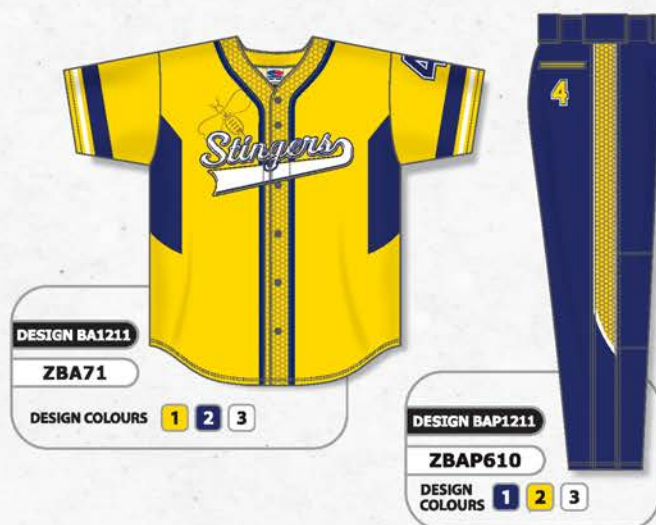 4
Stingers
4
DESIGN BA1211
ZBA71
DESIGN COLOURS 1 2 3
DESIGN BAP1211
ZBAP610
DESIGN
COLOURS 1 2 3